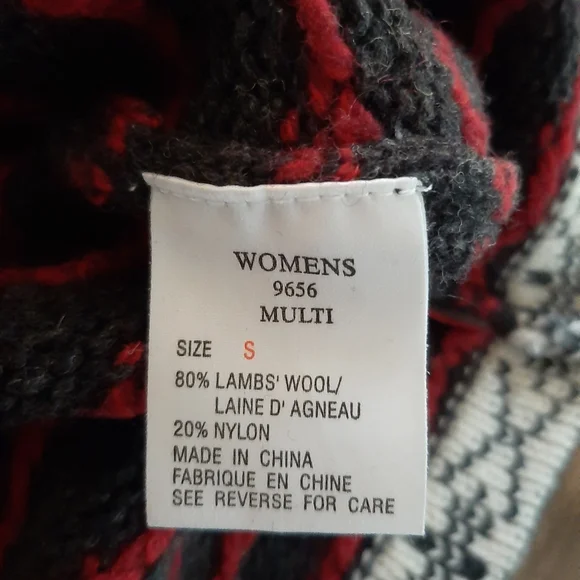 WOMENS
9656
MULTI
SIZE S
80% LAMBS' WOOL/
LAINE D' AGNEAU
20% NYLON
MADE IN CHINA
FABRIQUE EN CHINE
SEE REVERSE FOR CARE